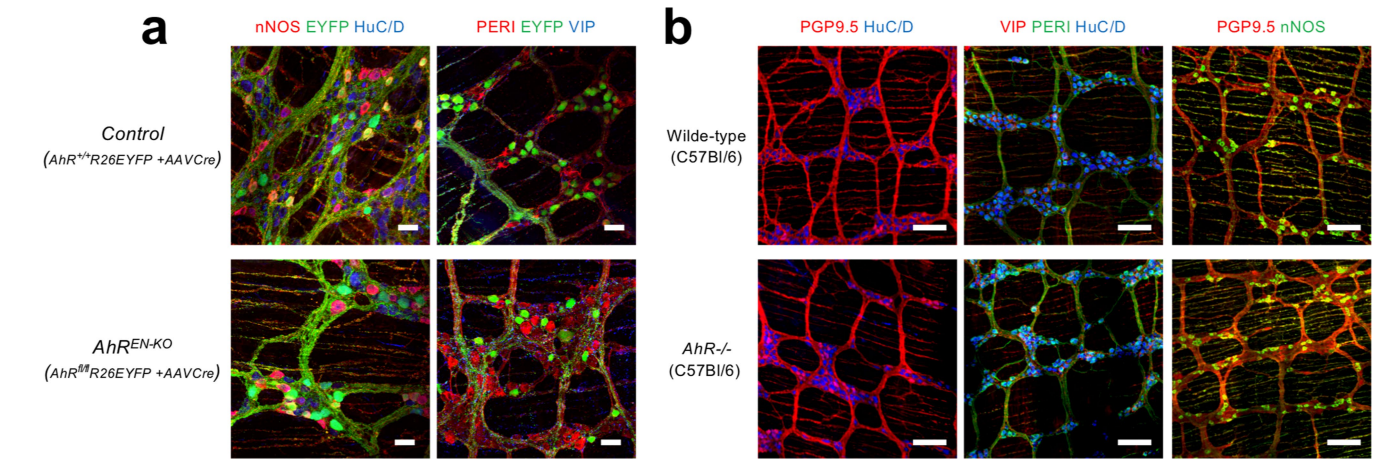 a
nNOS EYFP HuC/D
PERI EYFP VIP
Control
(AhR+/+R26EYFP +AAVCre)
AhREN-KO
(AhRfl/flR26EYFP +AAVCre)
b
PGP9.5 HuC/D
VIP PERI HuC/D
PGP9.5 nNOS
Wilde-type
(C57Bl/6)
AhR-/-
(C57Bl/6)